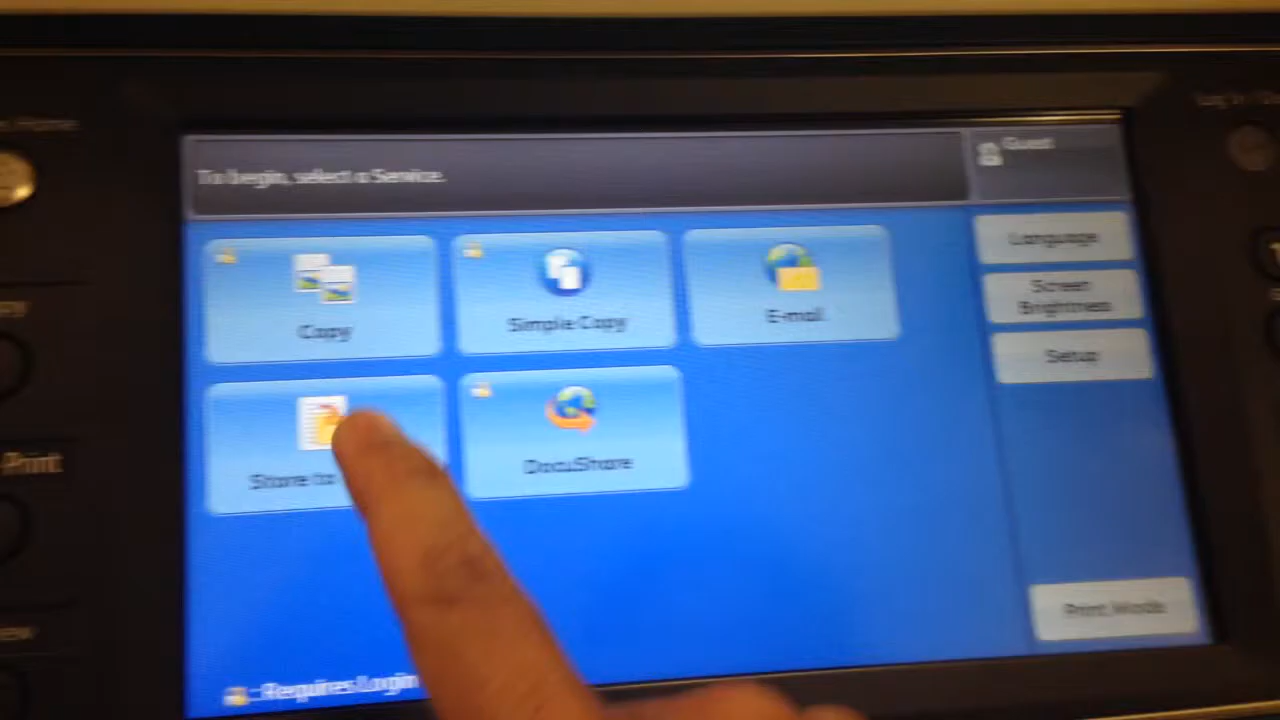 To begin, select a Service.
Guest
Copy
Simple Copy
E-mail
Language
Screen
Brightness
Setup
Store to
DocuShare
Print
Print Mode
: Requires Login